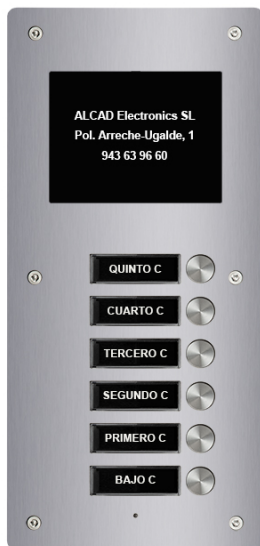 ALCAD Electronics SL
Pol. Arreche-Ugalde, 1
943 63 96 60
QUINTO C
CUARTO C
TERCERO C
SEGUNDO C
PRIMERO C
BAJO C